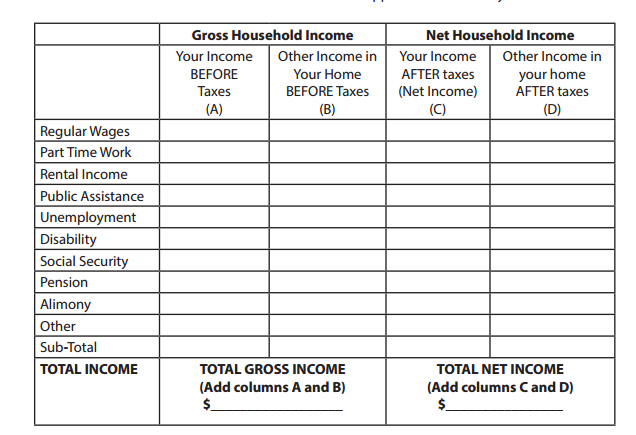 Gross Household Income Net Household Income
Your Income Other Income in Your Income Other Income in
BEFORE Your Home AFTER taxes your home
Taxes BEFORE Taxes (Net Income) AFTER taxes
(A) (B) (C) (D)
Regular Wages
Part Time Work
Rental Income
Public Assistance
Unemployment
Disability
Social Security
Pension
Alimony
Other
Sub-Total
TOTAL INCOME TOTAL GROSS INCOME TOTAL NET INCOME
(Add columns A and B) (Add columns C and D)
$___________________ $_________________